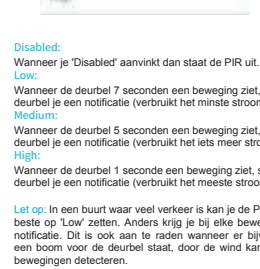 Disabled:
Wanneer je 'Disabled' aanvinkt dan staat de PIR uit.
Low:
Wanneer de deurbel 7 seconden een beweging ziet,
deurbel je een notificatie (verbruikt het minste stroom
Medium:
Wanneer de deurbel 5 seconden een beweging ziet,
deurbel je een notificatie (verbruikt het iets meer stro
High:
Wanneer de deurbel 1 seconde een beweging ziet, s
deurbel je een notificatie (verbruikt het meeste stroo
Let op: In een buurt waar veel verkeer is kan je de P
beste op 'Low' zetten. Anders krijg je bij elke bewe
notificatie. Dit is ook aan te raden wanneer er bij
een boom voor de deurbel staat, door de wind kan
bewegingen detecteren.